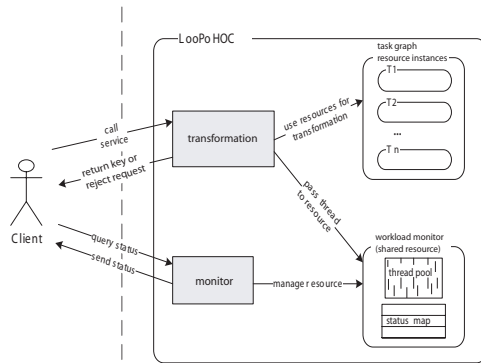 LooPo HOC
task graph
resource instances
T1
T2
...
T n
call
service
transformation
use resources for
transformation
return key or
reject request
pass thread
to resource
Client
query status
send status
monitor
manage resource
workload monitor
(shared resource)
thread pool
status map